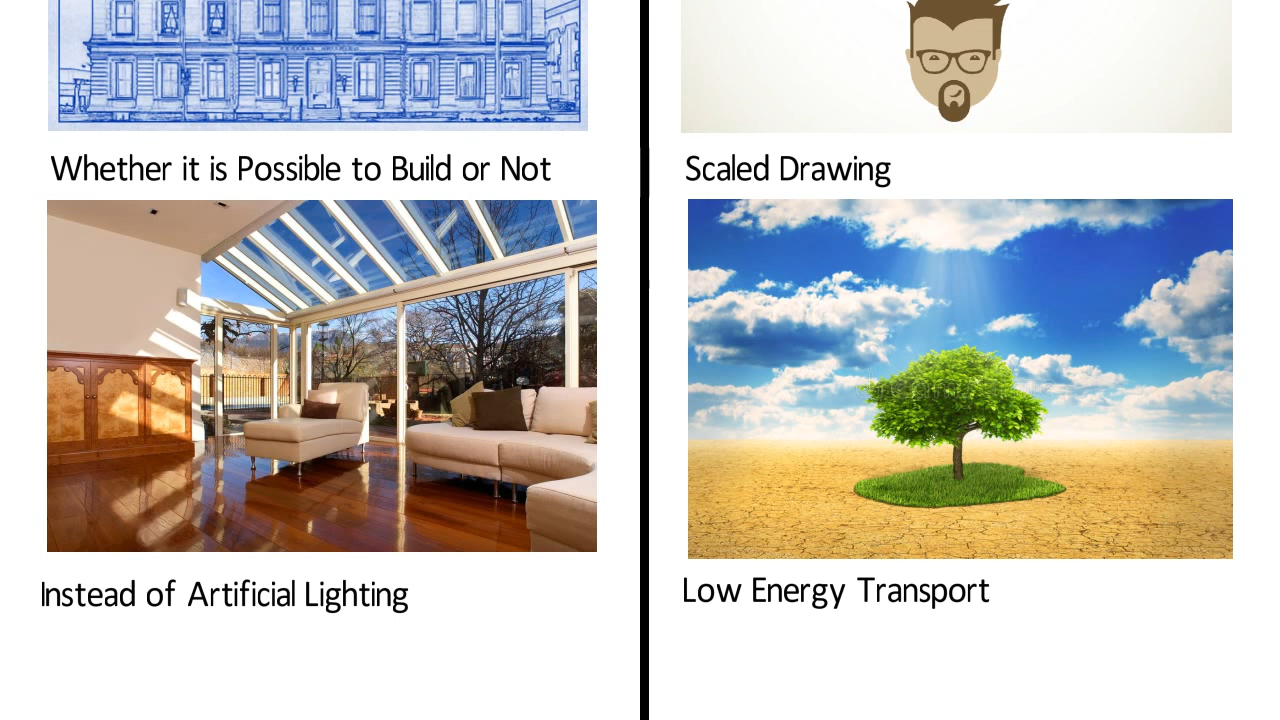 Whether it is Possible to Build or Not
Scaled Drawing
Instead of Artificial Lighting
Low Energy Transport